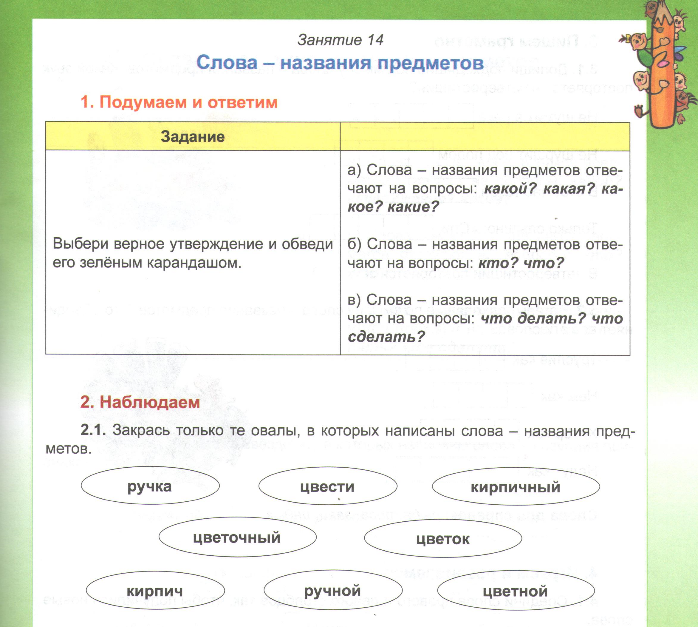 Занятие 14
Слова – названия предметов
1. Подумаем и ответим
Задание
Выбери верное утверждение и обведи
его зелёным карандашом.
а) Слова – названия предметов отве-
чают на вопросы: какой? какая? ка-
кое? какие?
б) Слова – названия предметов отве-
чают на вопросы: кто? что?
в) Слова – названия предметов отве-
чают на вопросы: что делать? что
сделать?
2. Наблюдаем
2.1. Закрась только те овалы, в которых написаны слова – названия пред-
метов.
ручка цвести кирпичный
цветочный цветок
кирпич ручной цветной